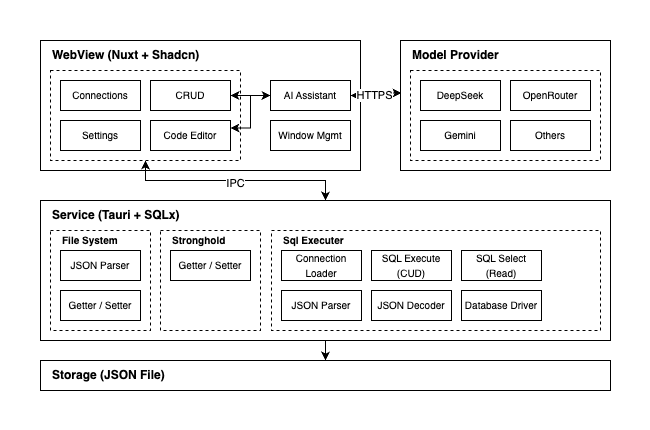 WebView (Nuxt + Shadcn)
Connections
CRUD
AI Assistant
Settings
Code Editor
Window Mgmt
HTTPS
Model Provider
DeepSeek
OpenRouter
Gemini
Others
IPC
Service (Tauri + SQLx)
File System
JSON Parser
Getter / Setter
Stronghold
Getter / Setter
Sql Executer
Connection
Loader
SQL Execute
(CUD)
SQL Select
(Read)
JSON Parser
JSON Decoder
Database Driver
Storage (JSON File)